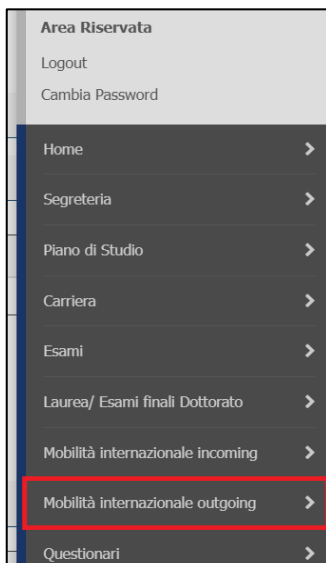 Area Riservata
Logout
Cambia Password
Home
Segreteria
Piano di Studio
Carriera
Esami
Laurea/ Esami finali Dottorato
Mobilità internazionale incoming
Mobilità internazionale outgoing
Questionari